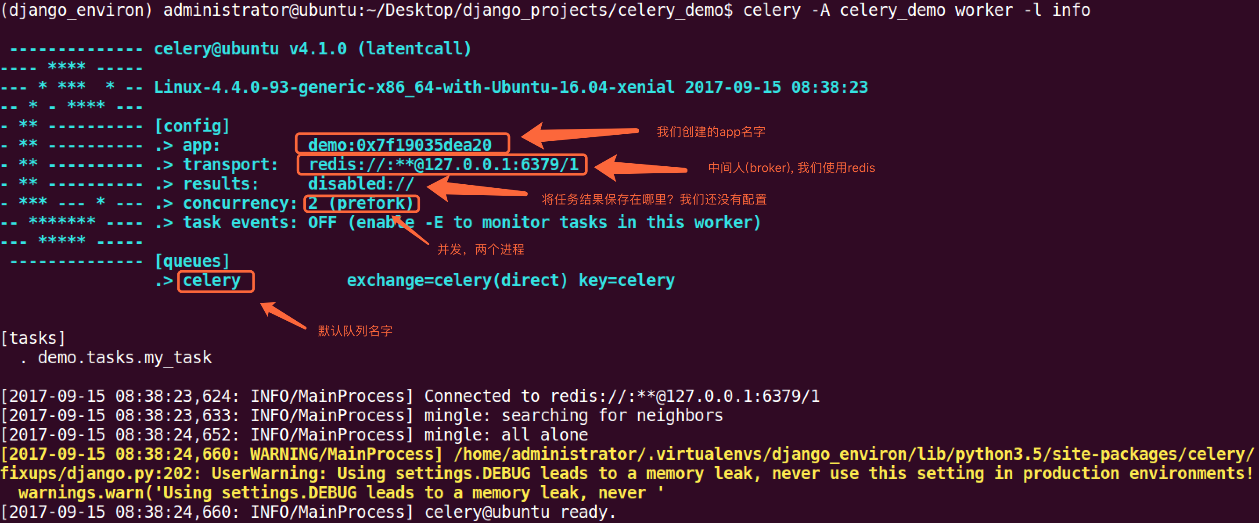 (django_environ) administrator@ubuntu:~/Desktop/django_projects/celery_demo$ celery -A celery_demo worker -l info
-------------- celery@ubuntu v4.1.0 (latentcall)
---- **** -----
--- * ***  * -- Linux-4.4.0-93-generic-x86_64-with-Ubuntu-16.04-xenial 2017-09-15 08:38:23
-- * - **** ---
- ** ---------- [config]
- ** ---------- .> app:         demo:0x7f19035dea20
我们创建的app名字
- ** ---------- .> transport:   redis://:**@127.0.0.1:6379/1
中间人(broker), 我们使用redis
- ** ---------- .> results:     disabled://
将任务结果保存在哪里？我们还没有配置
- *** --- * --- .> concurrency: 2 (prefork)
-- ******* ---- .> task events: OFF (enable -E to monitor tasks in this worker)
--- ***** -----
并发，两个进程
-------------- [queues]
.> celery           exchange=celery(direct) key=celery
默认队列名字
[tasks]
. demo.tasks.my_task
[2017-09-15 08:38:23,624: INFO/MainProcess] Connected to redis://:**@127.0.0.1:6379/1
[2017-09-15 08:38:23,633: INFO/MainProcess] mingle: searching for neighbors
[2017-09-15 08:38:24,652: INFO/MainProcess] mingle: all alone
[2017-09-15 08:38:24,660: WARNING/MainProcess] /home/administrator/.virtualenvs/django_environ/lib/python3.5/site-packages/celery/
fixups/django.py:202: UserWarning: Using settings.DEBUG leads to a memory leak, never use this setting in production environments!
warnings.warn('Using settings.DEBUG leads to a memory leak, never '
[2017-09-15 08:38:24,660: INFO/MainProcess] celery@ubuntu ready.